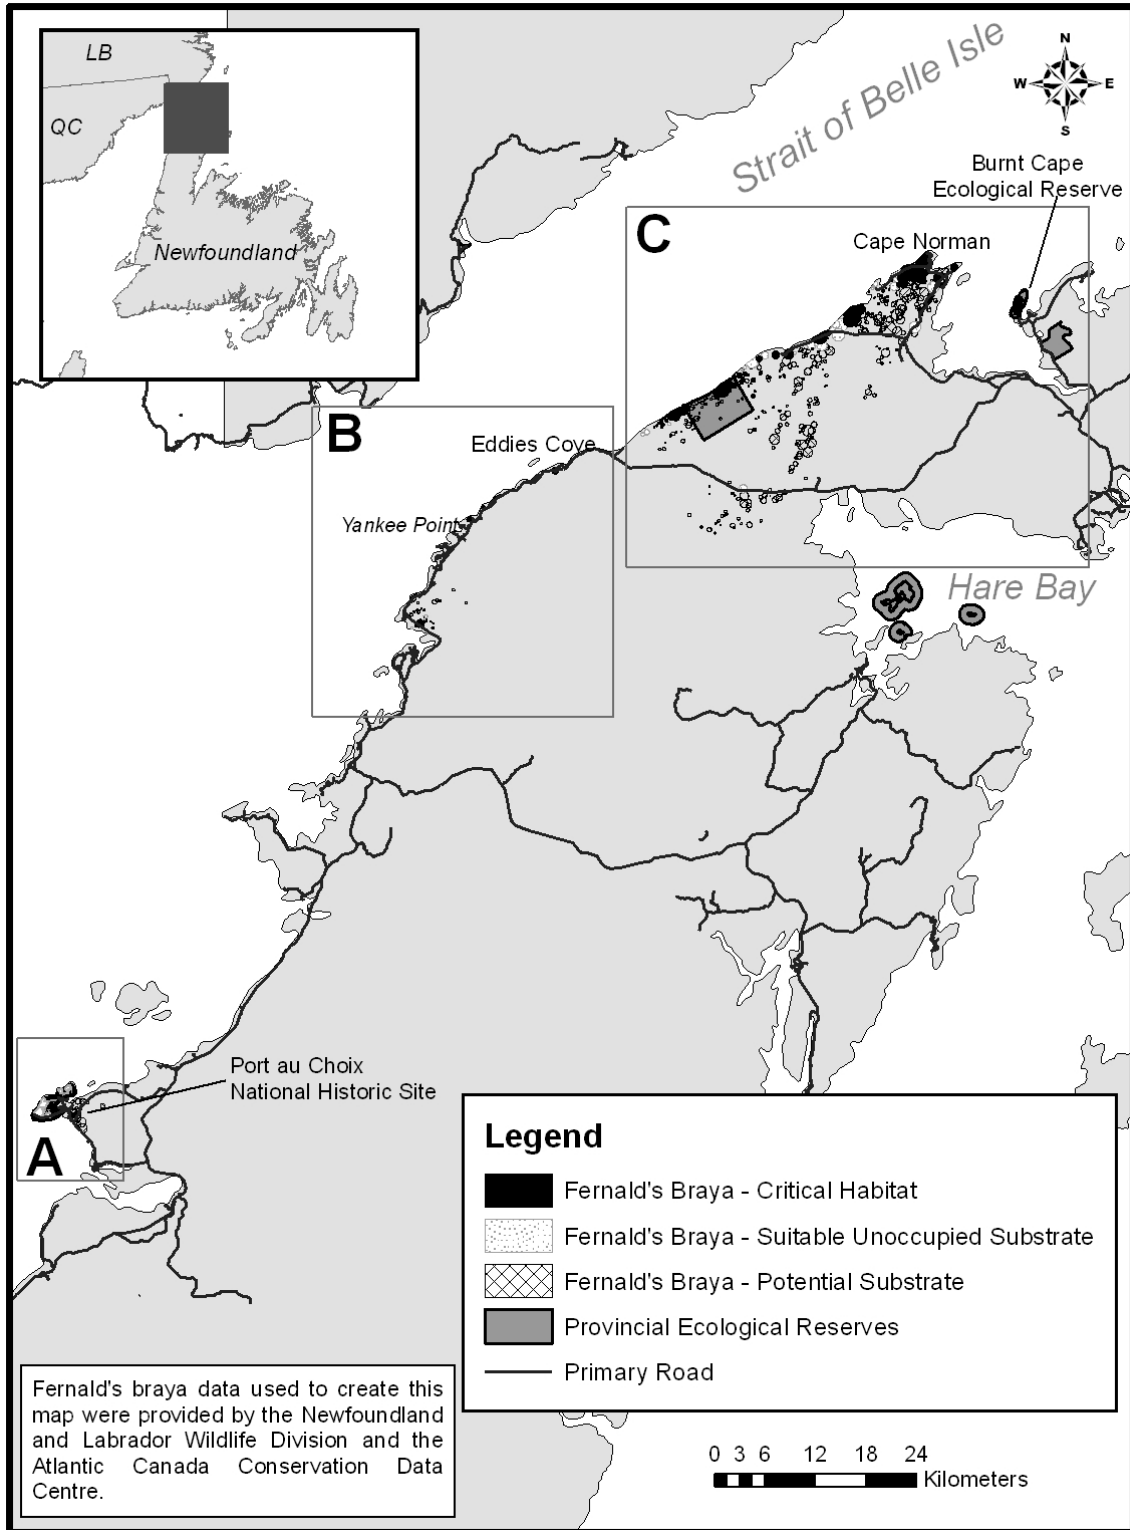 LB
QC
Newfoundland
Strait of Belle Isle
N
W
E
S
Burnt Cape
Ecological Reserve
C
Cape Norman
B
Eddies Cove
Yankee Point
Hare Bay
Port au Choix
National Historic Site
A
Legend
Fernald's Braya - Critical Habitat
Fernald's Braya - Suitable Unoccupied Substrate
Fernald's Braya - Potential Substrate
Provincial Ecological Reserves
Primary Road
Fernald's braya data used to create this
map were provided by the Newfoundland
and Labrador Wildlife Division and the
Atlantic Canada Conservation Data
Centre.
0 3 6 12 18 24
Kilometers